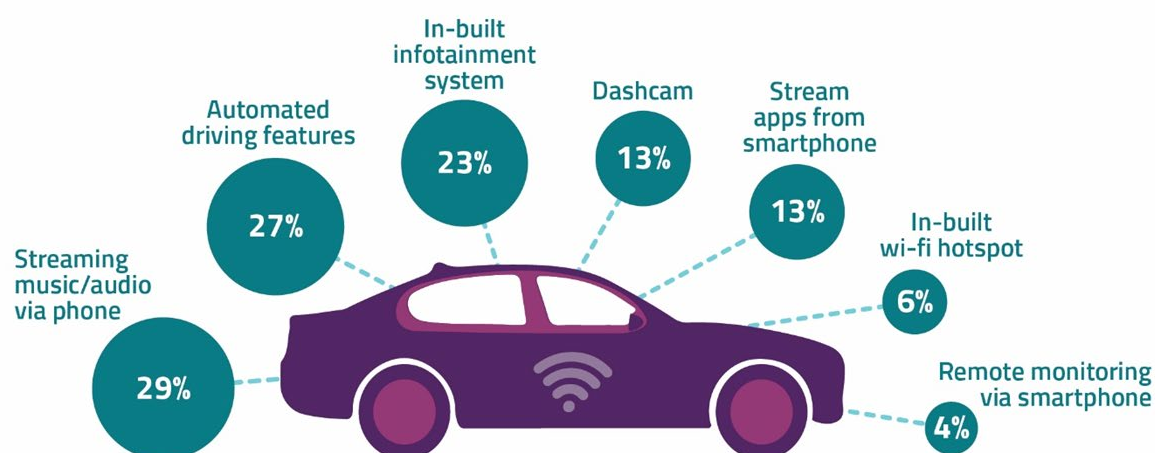 In-built
infotainment
system
23%
Dashcam
13%
Stream
apps from
smartphone
13%
Automated
driving features
27%
In-built
wi-fi hotspot
6%
Streaming
music/audio
via phone
29%
Remote monitoring
via smartphone
4%